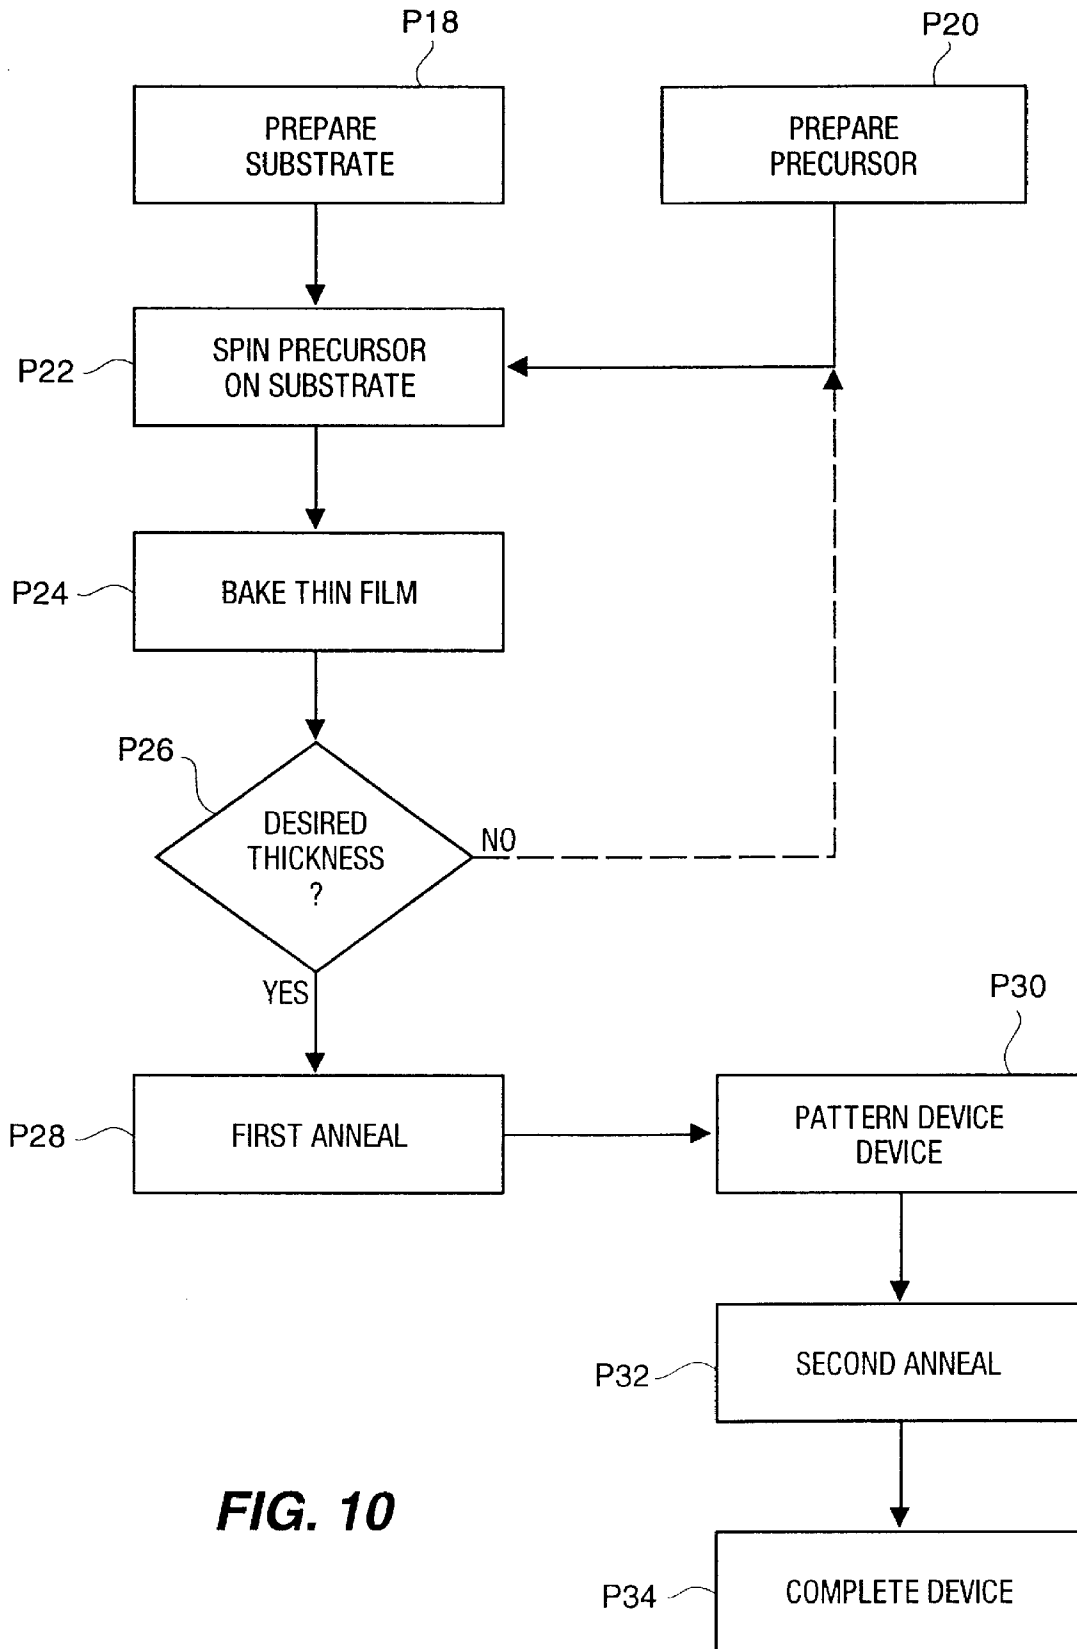 P18
P20
PREPARE
SUBSTRATE
PREPARE
PRECURSOR
P22
SPIN PRECURSOR
ON SUBSTRATE
P24
BAKE THIN FILM
P26
DESIRED
THICKNESS
?
NO
YES
P28
FIRST ANNEAL
P30
PATTERN DEVICE
DEVICE
P32
SECOND ANNEAL
P34
COMPLETE DEVICE
FIG. 10